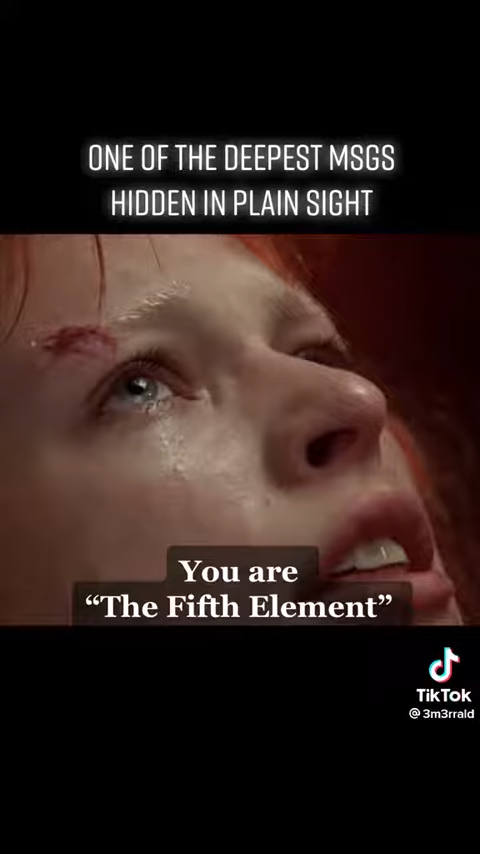 ONE OF THE DEEPEST MSGS
HIDDEN IN PLAIN SIGHT
You are
“The Fifth Element”
TikTok
@3m3rrald